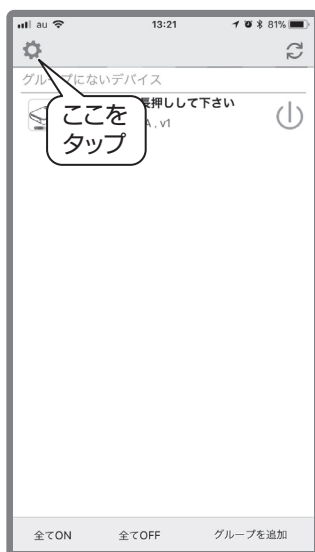 au 13:21 81%
グループにないデバイス
長押しして下さい
A , v1
ここを
タップ
全てON 全てOFF グループを追加